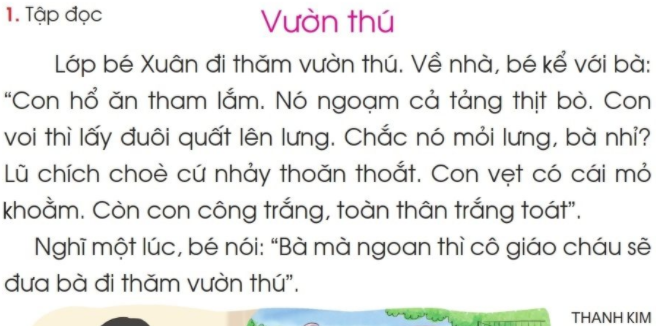 1. Tập đọc
Vườn thú
Lớp bé Xuân đi thăm vườn thú. Về nhà, bé kể với bà:
“Con hổ ăn tham lắm. Nó ngoạm cả tảng thịt bò. Con
voi thì lấy đuôi quất lên lưng. Chắc nó mỏi lưng, bà nhỉ?
Lũ chích choè cứ nhảy thoăn thoắt. Con vẹt có cái mỏ
khoằm. Còn con công trắng, toàn thân trắng toát”.
Nghĩ một lúc, bé nói: “Bà mà ngoan thì cô giáo cháu sẽ
đưa bà đi thăm vườn thú”.
THANH KIM